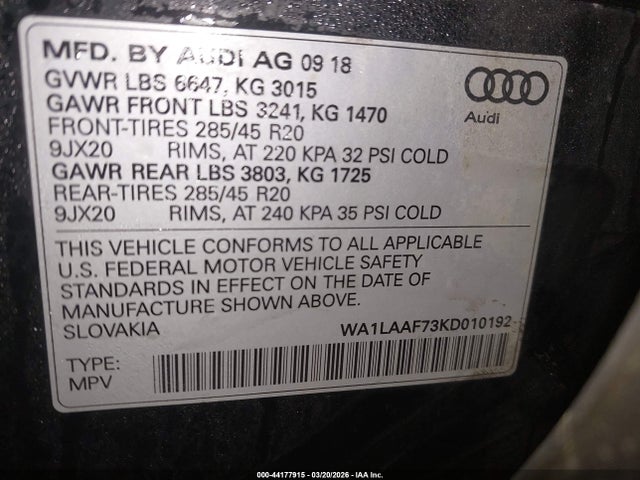 MFD. BY AUDI AG 09 18
GVWR LBS 6647, KG 3015
GAWR FRONT LBS 3241, KG 1470
FRONT-TIRES 285/45 R20
9JX20 RIMS, AT 220 KPA 32 PSI COLD
GAWR REAR LBS 3803, KG 1725
REAR-TIRES 285/45 R20
9JX20 RIMS, AT 240 KPA 35 PSI COLD
Audi
THIS VEHICLE CONFORMS TO ALL APPLICABLE
U.S. FEDERAL MOTOR VEHICLE SAFETY
STANDARDS IN EFFECT ON THE DATE OF
MANUFACTURE SHOWN ABOVE.
SLOVAKIA WA1LAAF73KD010192
TYPE:
MPV
000-44177915 - 03/20/2026 - IAA Inc.